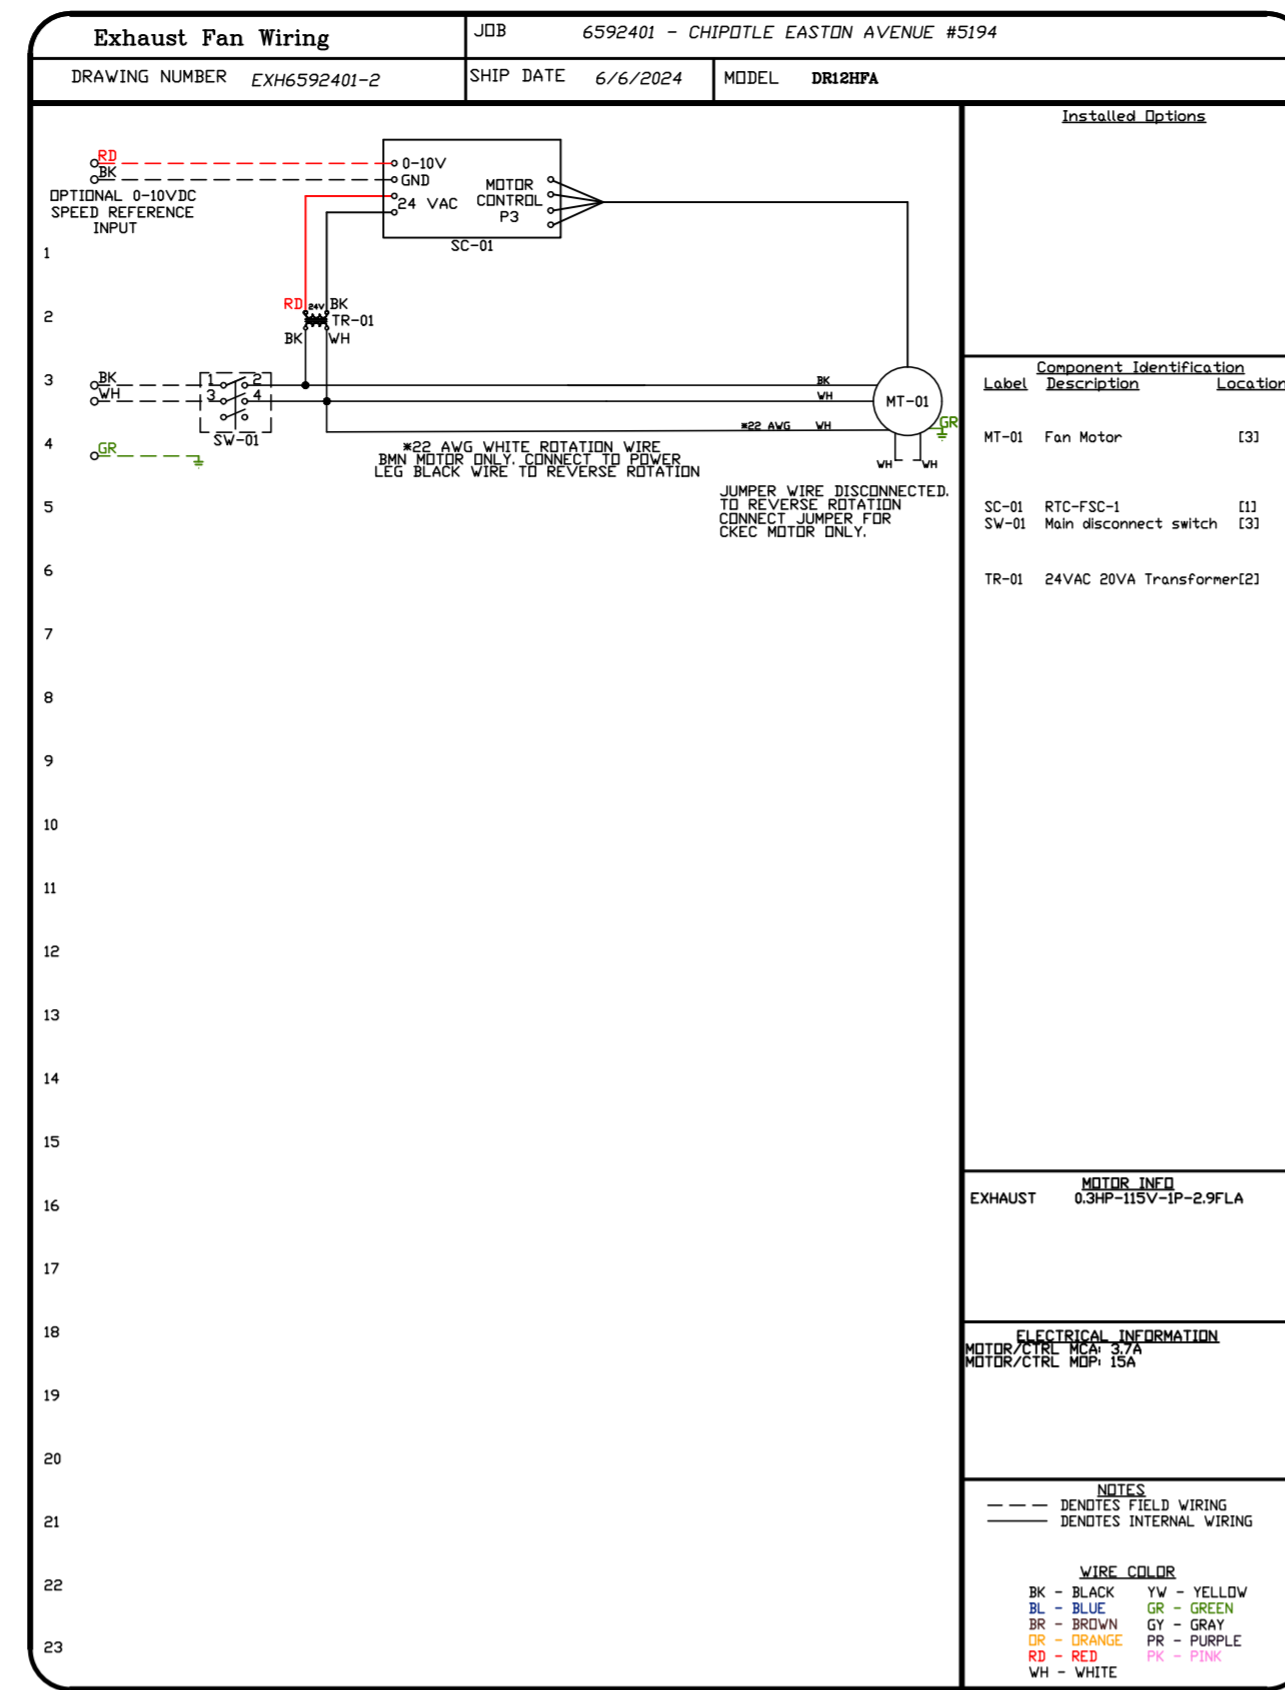 Exhaust Fan Wiring
JOB 6592401 - CHIPOTLE EASTON AVENUE #5194
DRAWING NUMBER EXH6592401-2
SHIP DATE 6/6/2024
MODEL DR12HFA
RD
BK
OPTIONAL 0-10VDC
SPEED REFERENCE
INPUT
0-10V
GND
24 VAC
MOTOR
CONTROL
P3
SC-01
RD 24V BK
TR-01
BK WH
BK
WH
1 2
3 4
SW-01
GR
BK
WH
*22 AWG WH
MT-01
GR
WH WH
*22 AWG WHITE ROTATION WIRE
BMN MOTOR ONLY. CONNECT TO POWER
LEG BLACK WIRE TO REVERSE ROTATION
JUMPER WIRE DISCONNECTED.
TO REVERSE ROTATION
CONNECT JUMPER FOR
CKEC MOTOR ONLY.
1
2
3
4
5
6
7
8
9
10
11
12
13
14
15
16
17
18
19
20
21
22
23
Installed Options
Component Identification
Label Description Location
MT-01 Fan Motor [3]
SC-01 RTC-FSC-1 [1]
SW-01 Main disconnect switch [3]
TR-01 24VAC 20VA Transformer[2]
MOTOR INFO
EXHAUST 0.3HP-115V-1P-2.9FLA
ELECTRICAL INFORMATION
MOTOR/CTRL MCA: 3.7A
MOTOR/CTRL MOP: 15A
NOTES
DENOTES FIELD WIRING
DENOTES INTERNAL WIRING
WIRE COLOR
BK - BLACK YW - YELLOW
BL - BLUE GR - GREEN
BR - BROWN GY - GRAY
OR - ORANGE PR - PURPLE
RD - RED PK - PINK
WH - WHITE